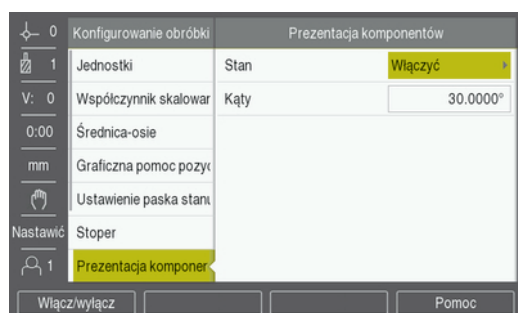 0
1
V: 0
0:00
mm
Nastawić
1
Konfigurowanie obróbki
Jednostki
Współczynnik skalowar
Średnica-osie
Graficzna pomoc pozyc
Ustawienie paska stanu
Stoper
Prezentacja komponer
Prezentacja komponentów
Stan Włączyć
Kąty 30.0000°
Włącz/wyłącz Pomoc